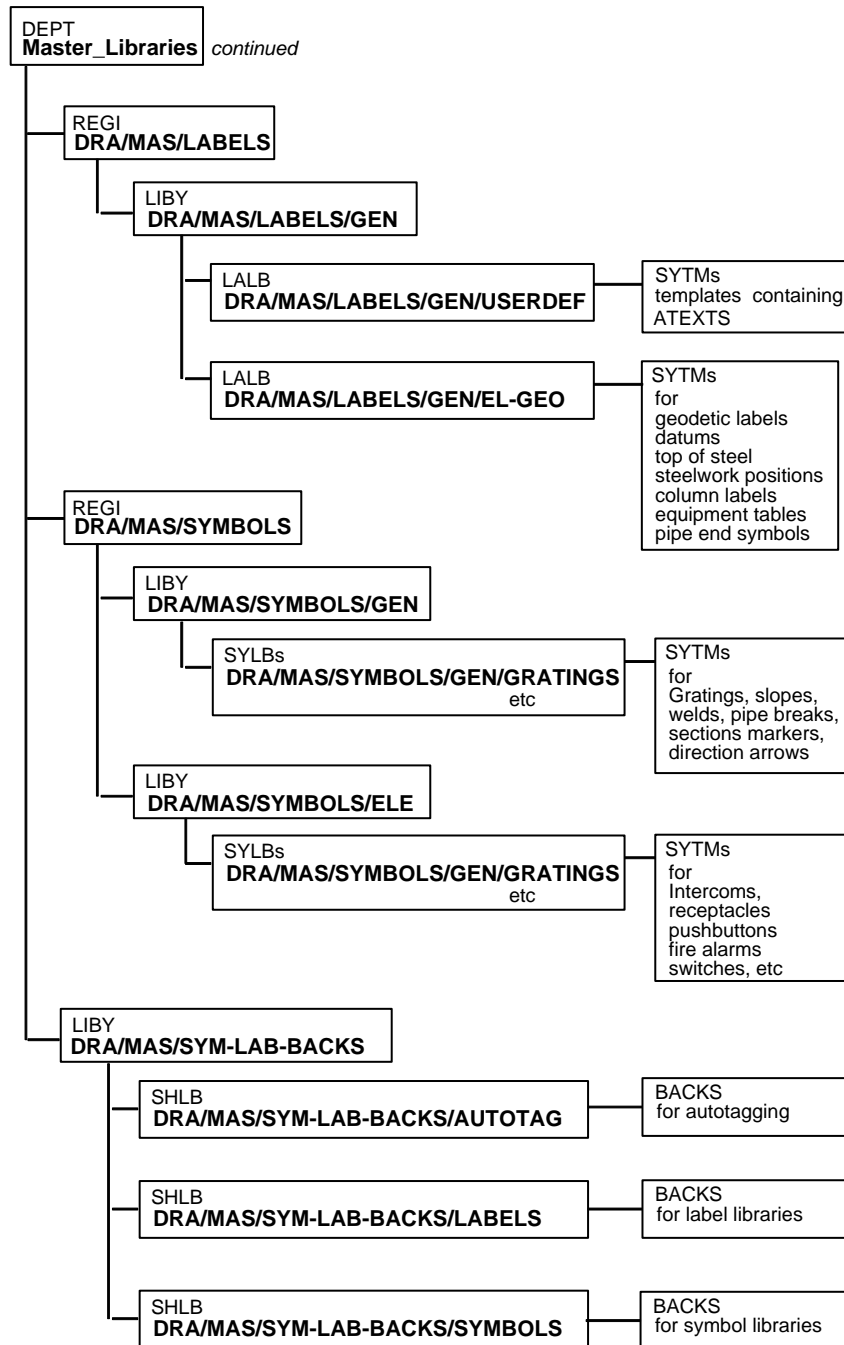 DEPT
Master_Libraries continued
REGI
DRA/MAS/LABELS
LIBY
DRA/MAS/LABELS/GEN
LALB
DRA/MAS/LABELS/GEN/USERDEF
SYTMs
templates containing
ATEXTS
LALB
DRA/MAS/LABELS/GEN/EL-GEO
SYTMs
for
geodetic labels
datums
top of steel
steelwork positions
column labels
equipment tables
pipe end symbols
REGI
DRA/MAS/SYMBOLS
LIBY
DRA/MAS/SYMBOLS/GEN
SYLBs
DRA/MAS/SYMBOLS/GEN/GRATINGS
etc
SYTMs
for
Gratings, slopes,
welds, pipe breaks,
sections markers,
direction arrows
LIBY
DRA/MAS/SYMBOLS/ELE
SYLBs
DRA/MAS/SYMBOLS/GEN/GRATINGS
etc
SYTMs
for
Intercoms,
receptacles
pushbuttons
fire alarms
switches, etc
LIBY
DRA/MAS/SYM-LAB-BACKS
SHLB
DRA/MAS/SYM-LAB-BACKS/AUTOTAG
BACKS
for autotagging
SHLB
DRA/MAS/SYM-LAB-BACKS/LABELS
BACKS
for label libraries
SHLB
DRA/MAS/SYM-LAB-BACKS/SYMBOLS
BACKS
for symbol libraries